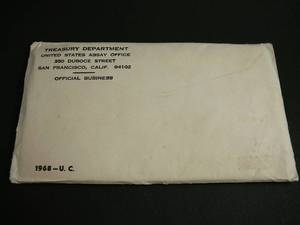 TREASURY DEPARTMENT
UNITED STATES ASSAY OFFICE
350 DUBOCE STREET
SAN FRANCISCO, CALIF. 94102
OFFICIAL BUSINESS
1968 - U. C.